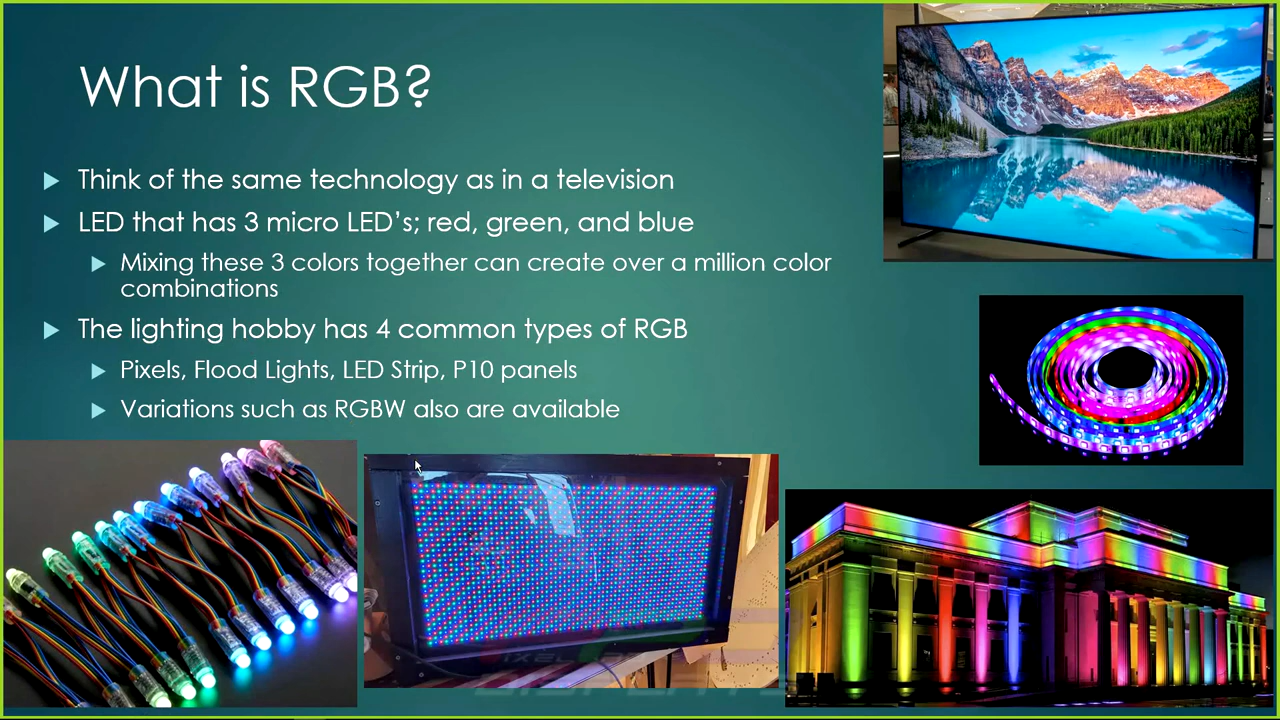 What is RGB?
Think of the same technology as in a television
LED that has 3 micro LED's; red, green, and blue
Mixing these 3 colors together can create over a million color
combinations
The lighting hobby has 4 common types of RGB
Pixels, Flood Lights, LED Strip, P10 panels
Variations such as RGBW also are available